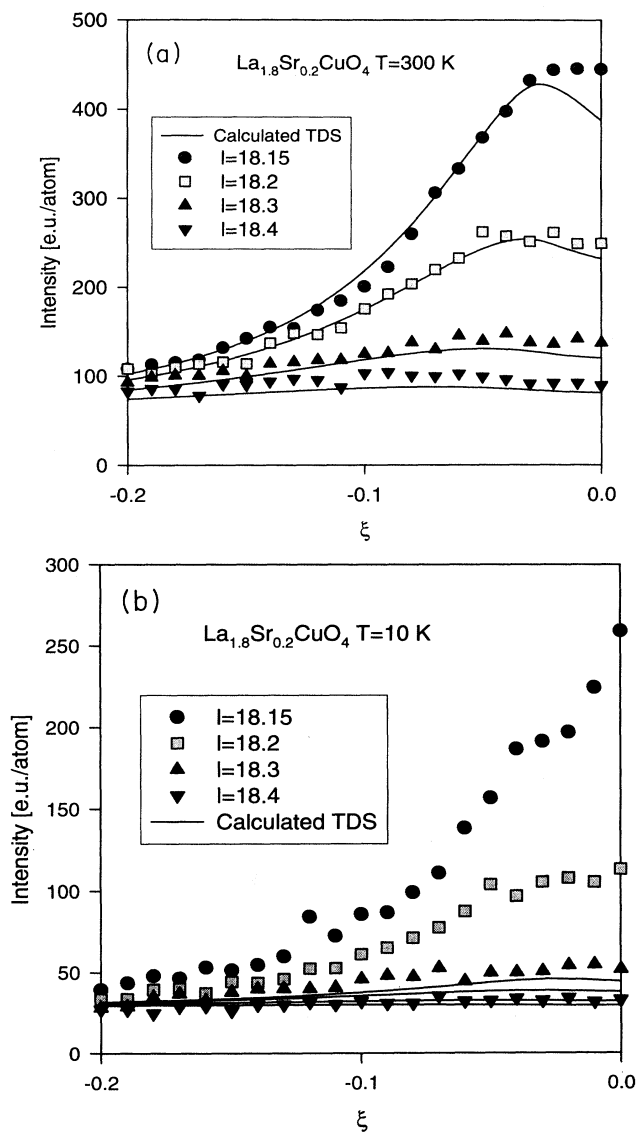 500
(a)
La1.8Sr0.2CuO4 T=300 K
400
Calculated TDS
l=18.15
l=18.2
l=18.3
l=18.4
300
200
100
0
Intensity [e.u./atom]
-0.2
-0.1
0.0
ξ
300
(b)
La1.8Sr0.2CuO4 T=10 K
250
l=18.15
l=18.2
l=18.3
l=18.4
Calculated TDS
200
150
100
50
0
Intensity [e.u./atom]
-0.2
-0.1
0.0
ξ